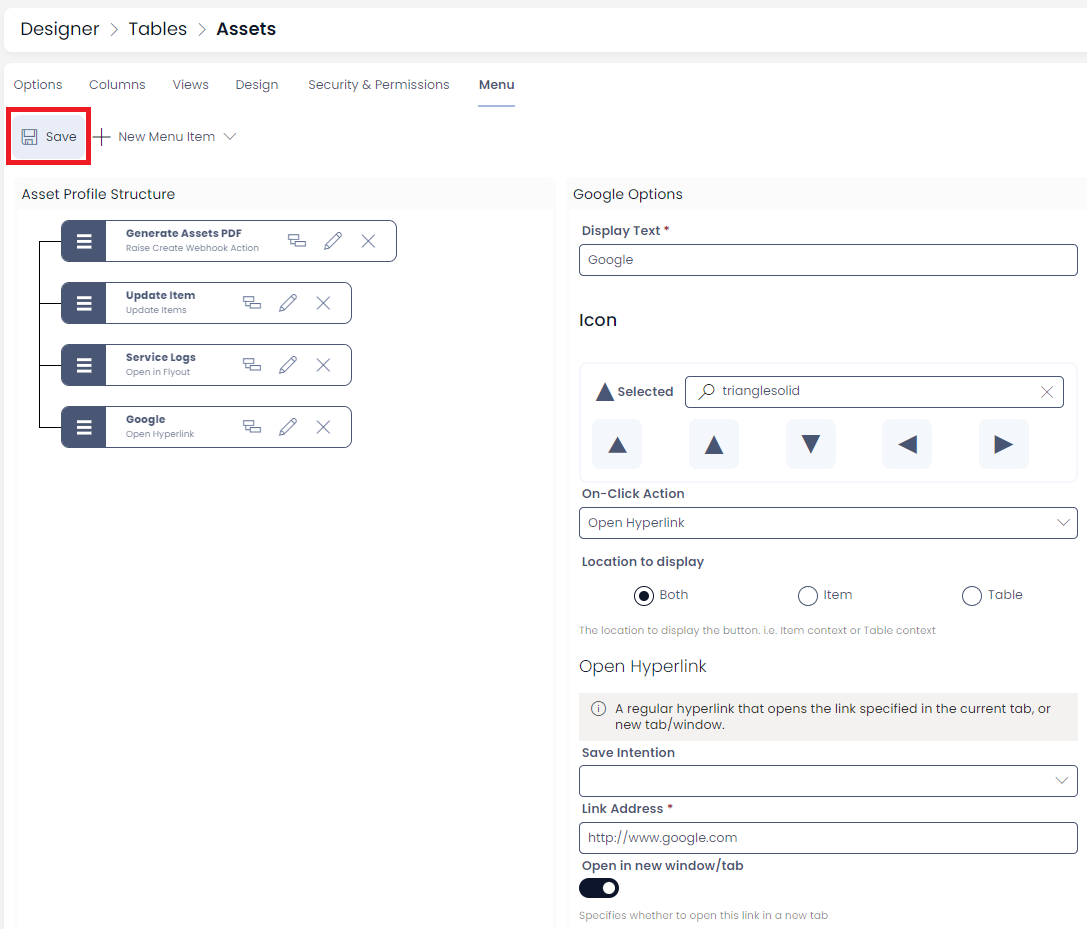 Designer > Tables > Assets
Options Columns Views Design Security & Permissions Menu
Save New Menu Item
Asset Profile Structure
Generate Assets PDF
Raise Create Webhook Action
Update Item
Update Items
Service Logs
Open in Flyout
Google
Open Hyperlink
Google Options
Display Text *
Google
Icon
Selected trianglesolid
On-Click Action
Open Hyperlink
Location to display
Both Item Table
The location to display the button. i.e. Item context or Table context
Open Hyperlink
A regular hyperlink that opens the link specified in the current tab, or
new tab/window.
Save Intention
Link Address *
http://www.google.com
Open in new window/tab
Specifies whether to open this link in a new tab